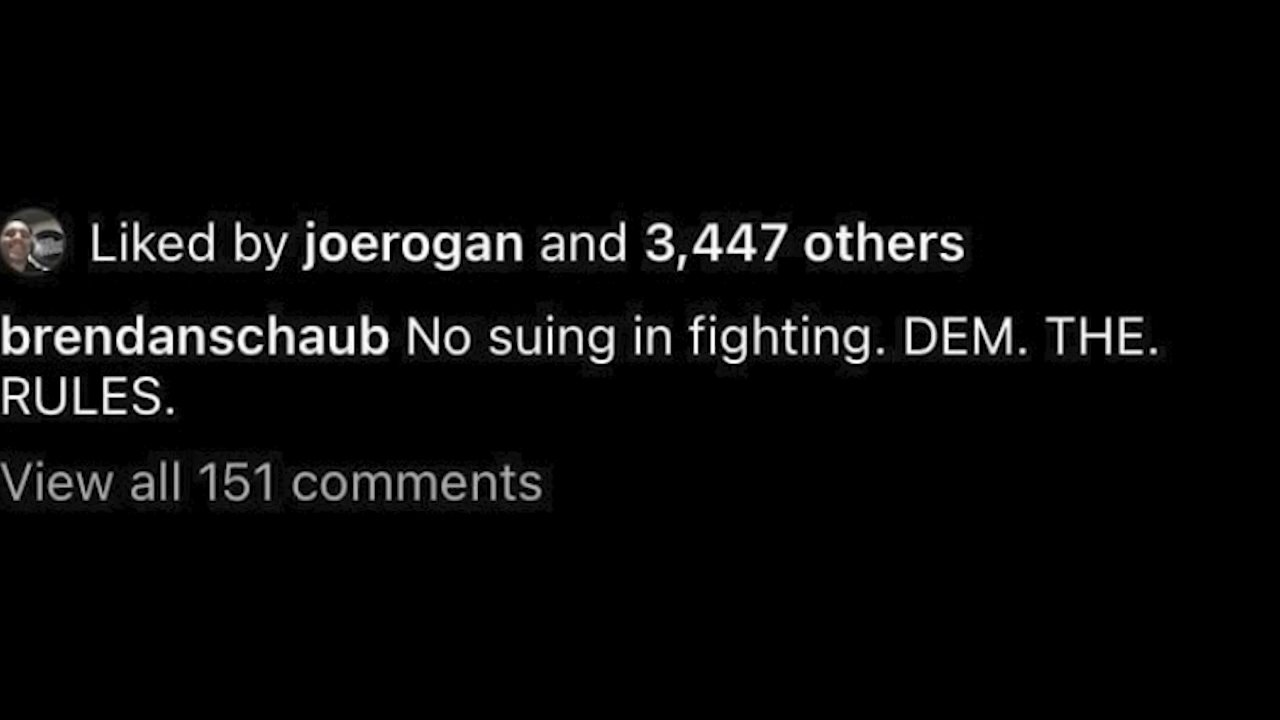 Liked by joerogan and 3,447 others
brendanschaub No suing in fighting. DEM. THE.
RULES.
View all 151 comments